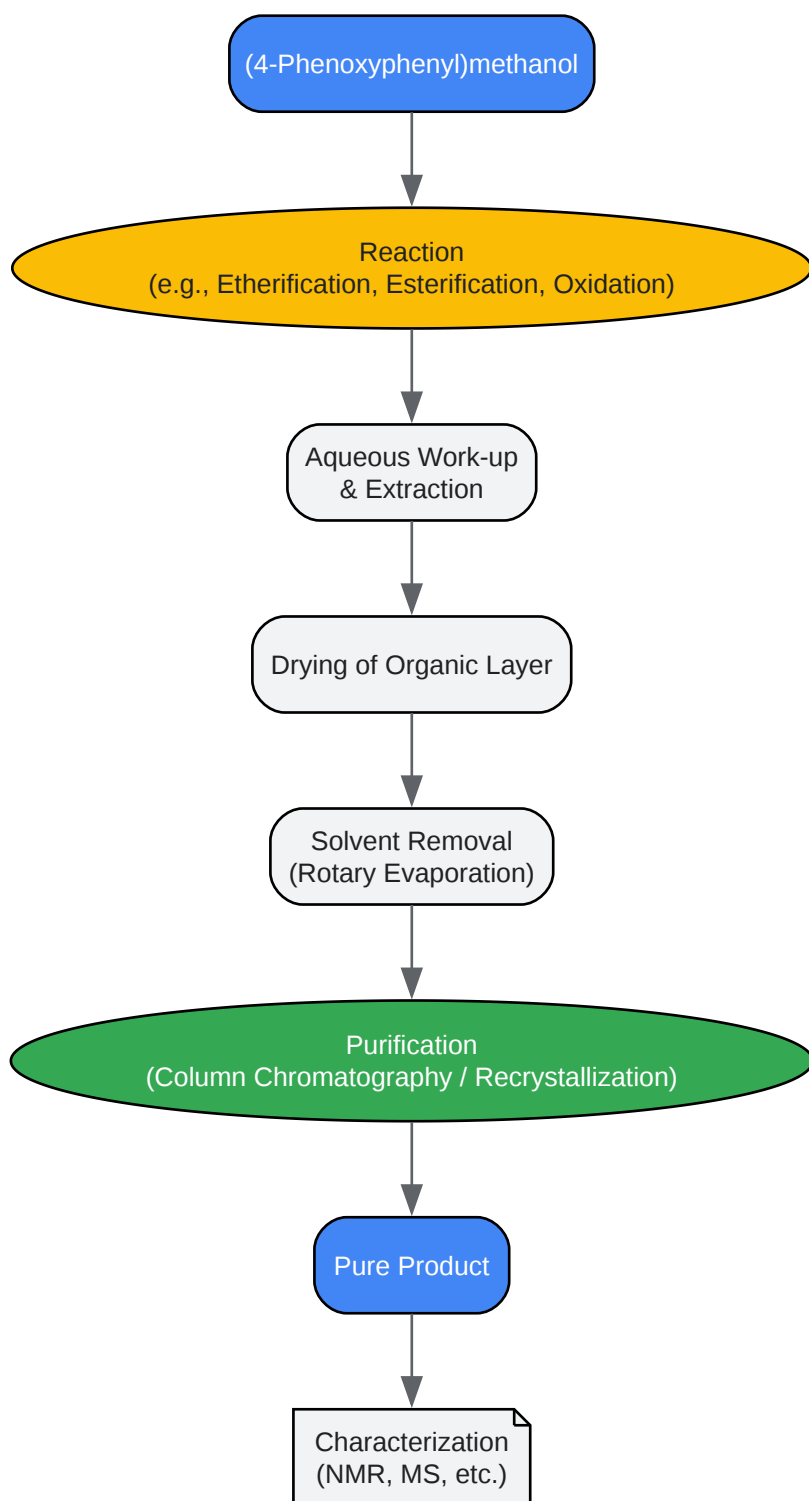 (4-Phenoxyphenyl)methanol
Reaction
(e.g., Etherification, Esterification, Oxidation)
Aqueous Work-up
& Extraction
Drying of Organic Layer
Solvent Removal
(Rotary Evaporation)
Purification
(Column Chromatography / Recrystallization)
Pure Product
Characterization
(NMR, MS, etc.)